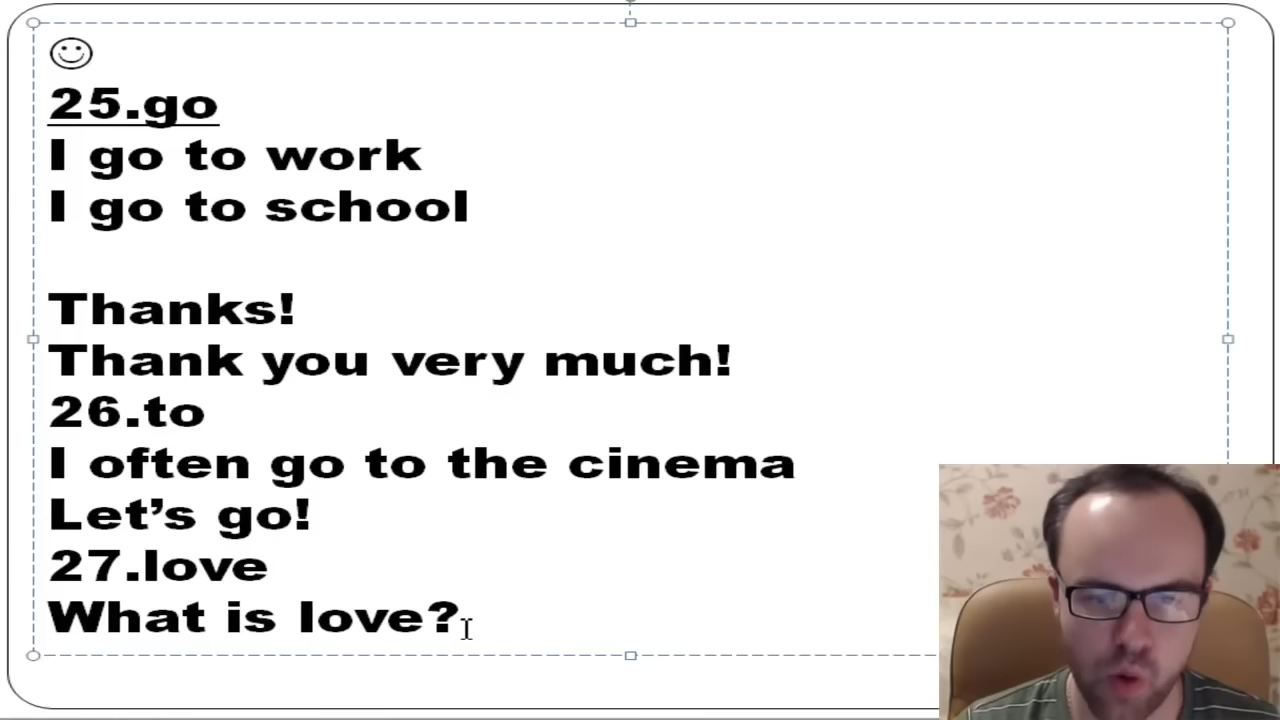 25.go
I go to work
I go to school
Thanks!
Thank you very much!
26.to
I often go to the cinema
Let’s go!
27.love
What is love?